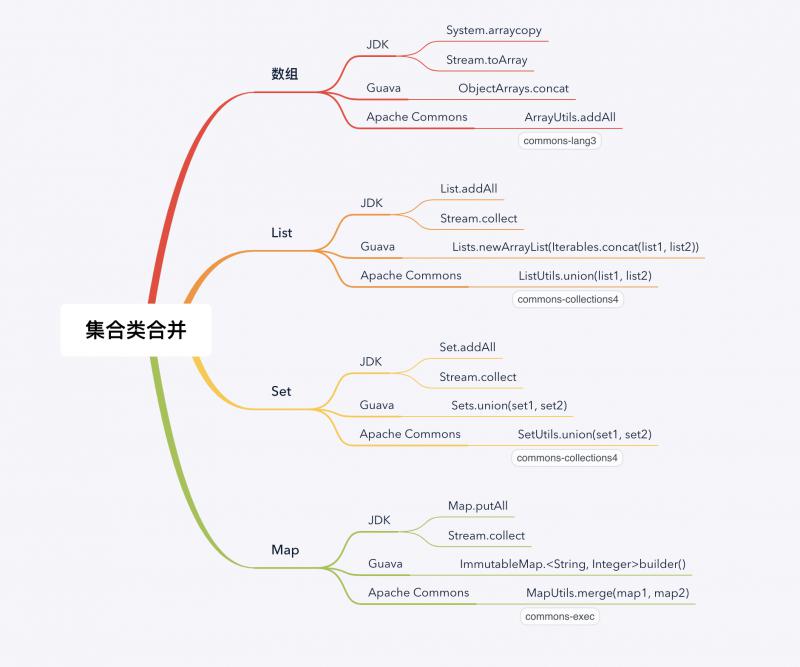 集合类合并
数组
JDK
System.arraycopy
Stream.toArray
Guava
ObjectArrays.concat
Apache Commons
ArrayUtils.addAll
commons-lang3
List
JDK
List.addAll
Stream.collect
Guava
Lists.newArrayList(Iterables.concat(list1, list2))
Apache Commons
ListUtils.union(list1, list2)
commons-collections4
Set
JDK
Set.addAll
Stream.collect
Guava
Sets.union(set1, set2)
Apache Commons
SetUtils.union(set1, set2)
commons-collections4
Map
JDK
Map.putAll
Stream.collect
Guava
ImmutableMap.<String, Integer>builder()
Apache Commons
MapUtils.merge(map1, map2)
commons-exec